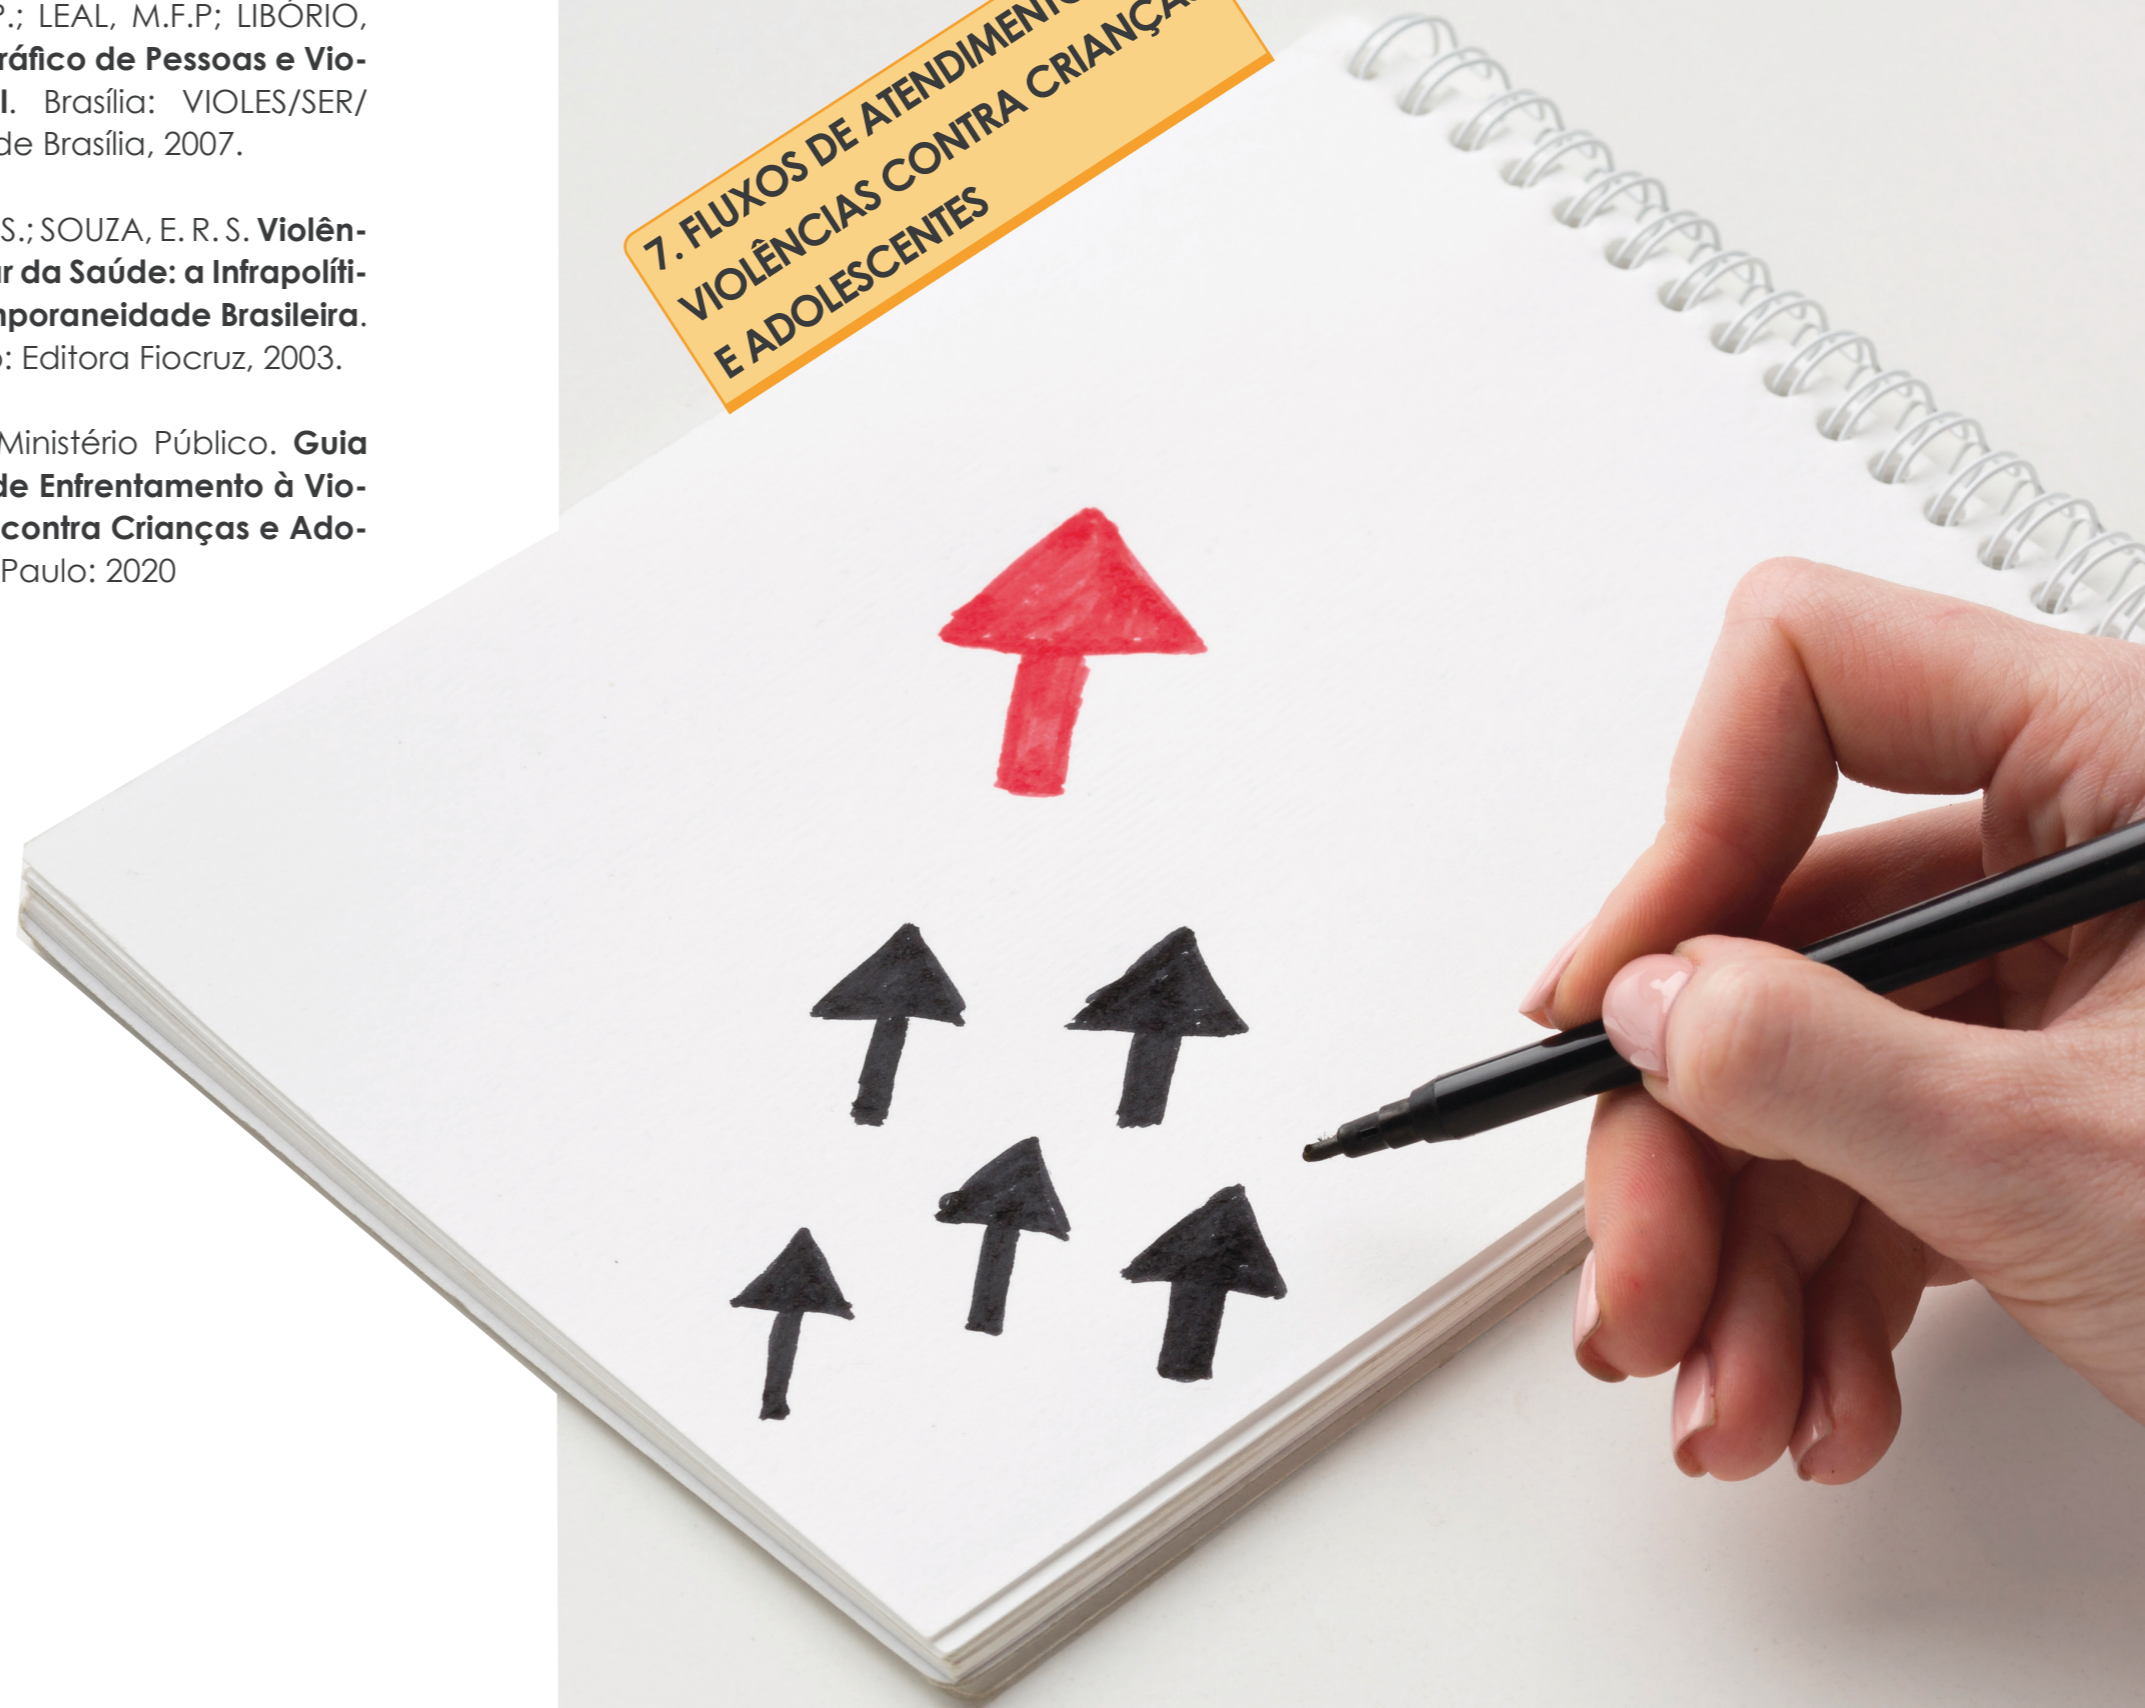 P.; LEAL, M.F.P; LIBÓRIO,
ráfico de Pessoas e Vio-
l. Brasília: VIOLES/SER/
de Brasília, 2007.
S.; SOUZA, E. R. S. Violên-
r da Saúde: a Infrapolíti-
mporaneidade Brasileira.
o: Editora Fiocruz, 2003.
Ministério Público. Guia
de Enfrentamento à Vio-
contra Crianças e Ado-
Paulo: 2020
7. FLUXOS DE ATENDIMENTO
VIOLÊNCIAS CONTRA CRIANÇAS
E ADOLESCENTES